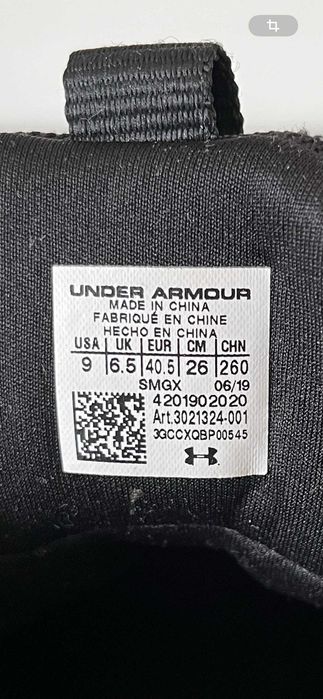 UNDER ARMOUR
MADE IN CHINA
FABRIQUÉ EN CHINE
HECHO EN CHINA
USA | UK | EUR | CM | CHN
9 | 6.5 | 40.5 | 26 | 260
SMGX 06/19
4201902020
Art.3021324-001
3GCCXQBP00545